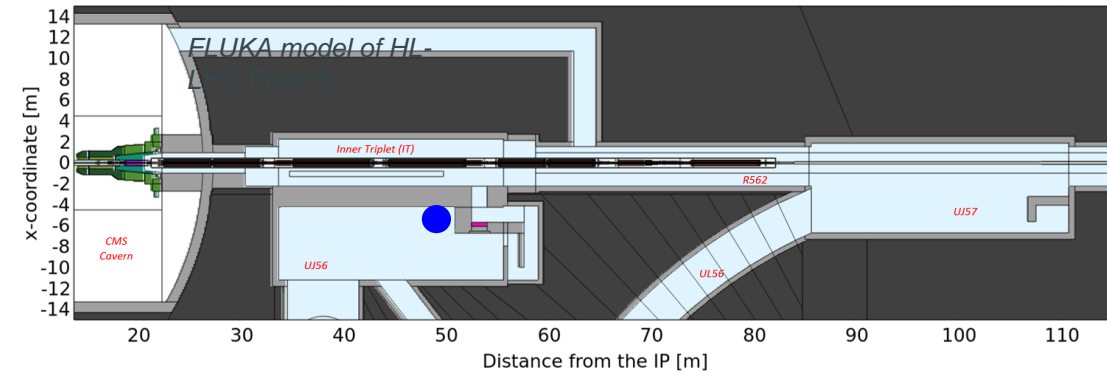 FLUKA model of HL-
LHC Point 5
Inner Triplet (IT)
R562
CMS
Cavern
UJ56
UL56
UJ57
x-coordinate [m]
14
12
10
8
6
4
2
0
-2
-4
-6
-8
-10
-12
-14
20 30 40 50 60 70 80 90 100 110
Distance from the IP [m]